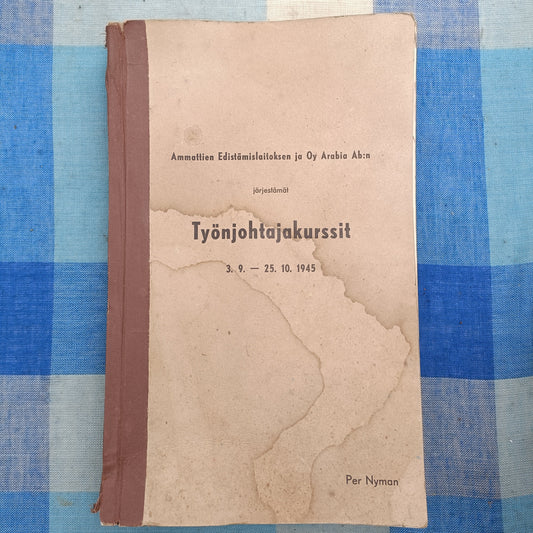 Ammattien Edistämislaitoksen ja Oy Arabia Ab:n
järjestämät
Työnjohtajakurssit
3. 9. — 25. 10. 1945
Per Nyman